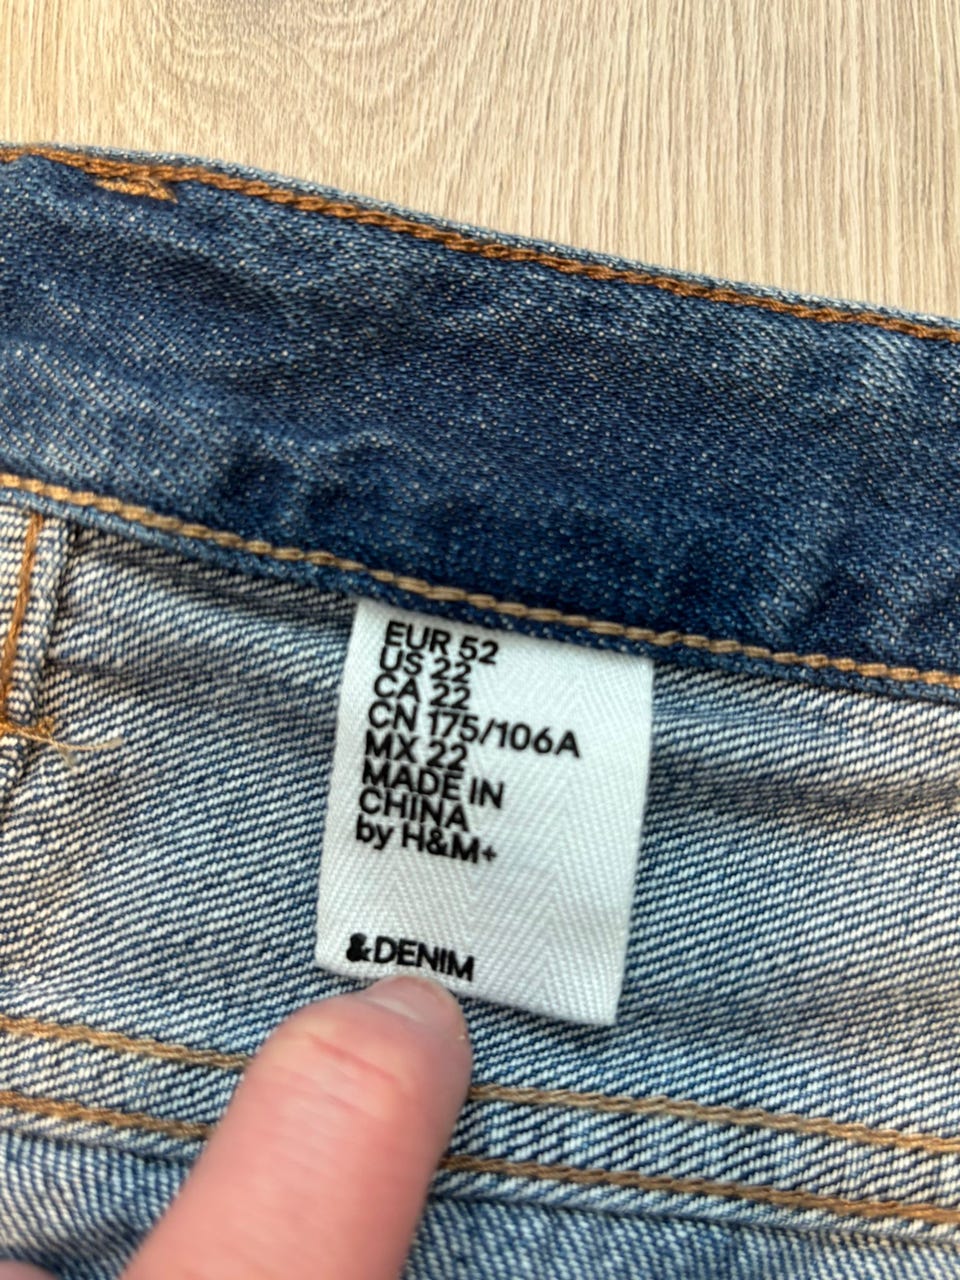 EUR 52
US 22
CA 22
CN 175/106A
MX 22
MADE IN
CHINA
by H&M+
&DENIM